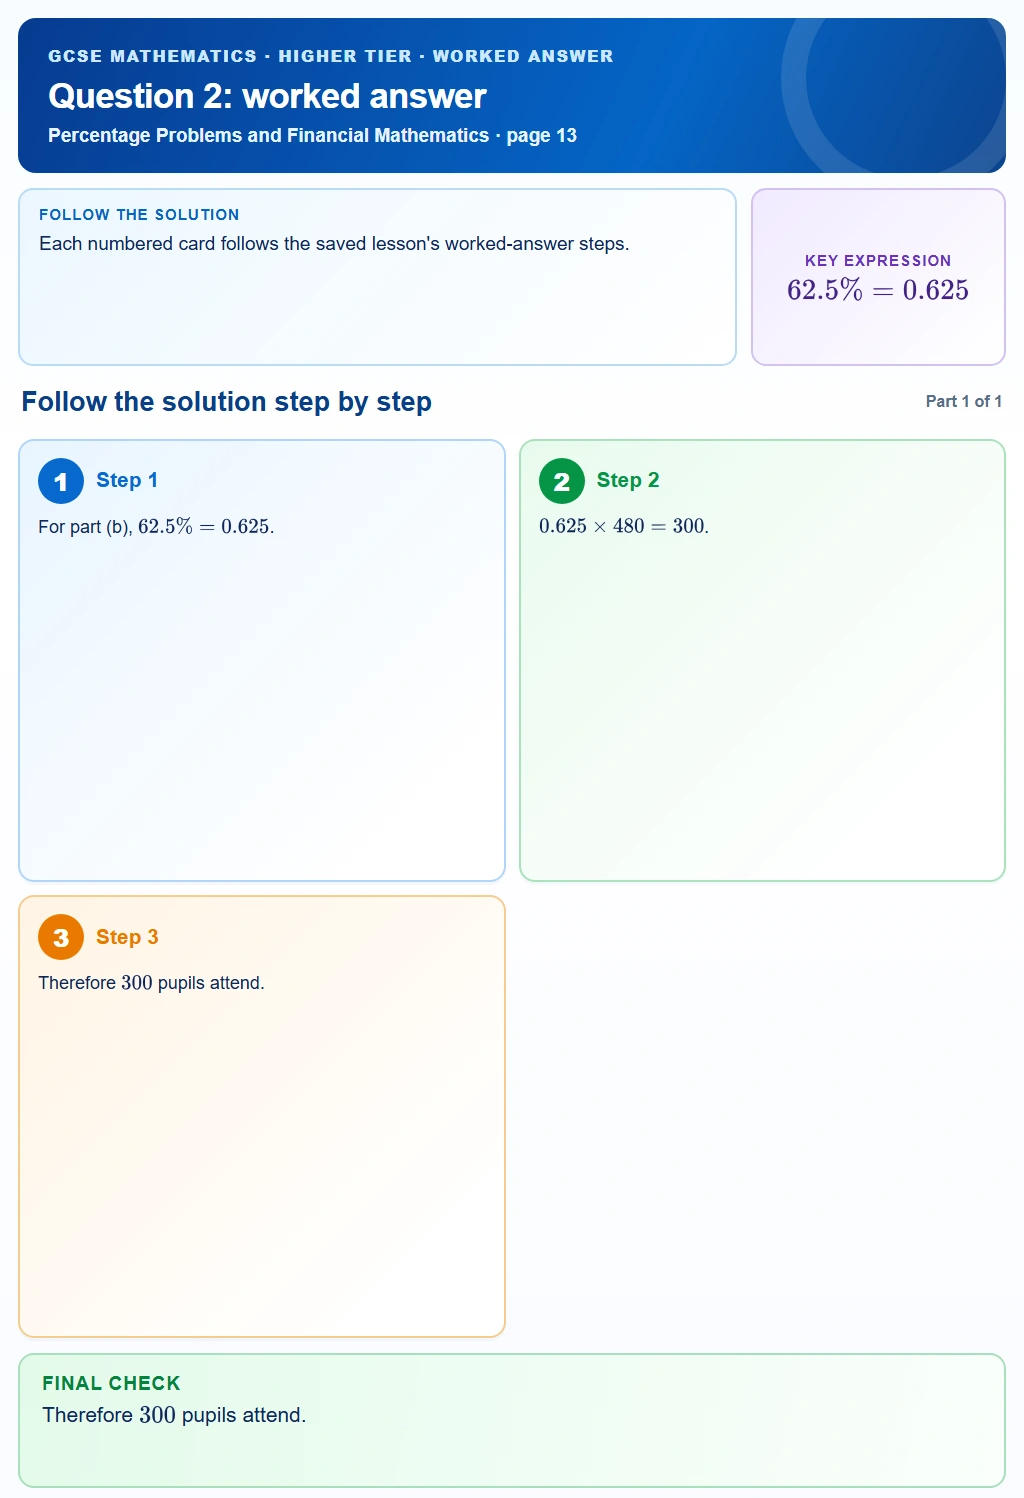 GCSE MATHEMATICS · HIGHER TIER · WORKED ANSWER
Question 2: worked answer
Percentage Problems and Financial Mathematics · page 13
FOLLOW THE SOLUTION
Each numbered card follows the saved lesson's worked-answer steps.
KEY EXPRESSION
62.5% = 0.625
Follow the solution step by step
Part 1 of 1
1 Step 1
For part (b), 62.5% = 0.625.
2 Step 2
0.625 × 480 = 300.
3 Step 3
Therefore 300 pupils attend.
FINAL CHECK
Therefore 300 pupils attend.